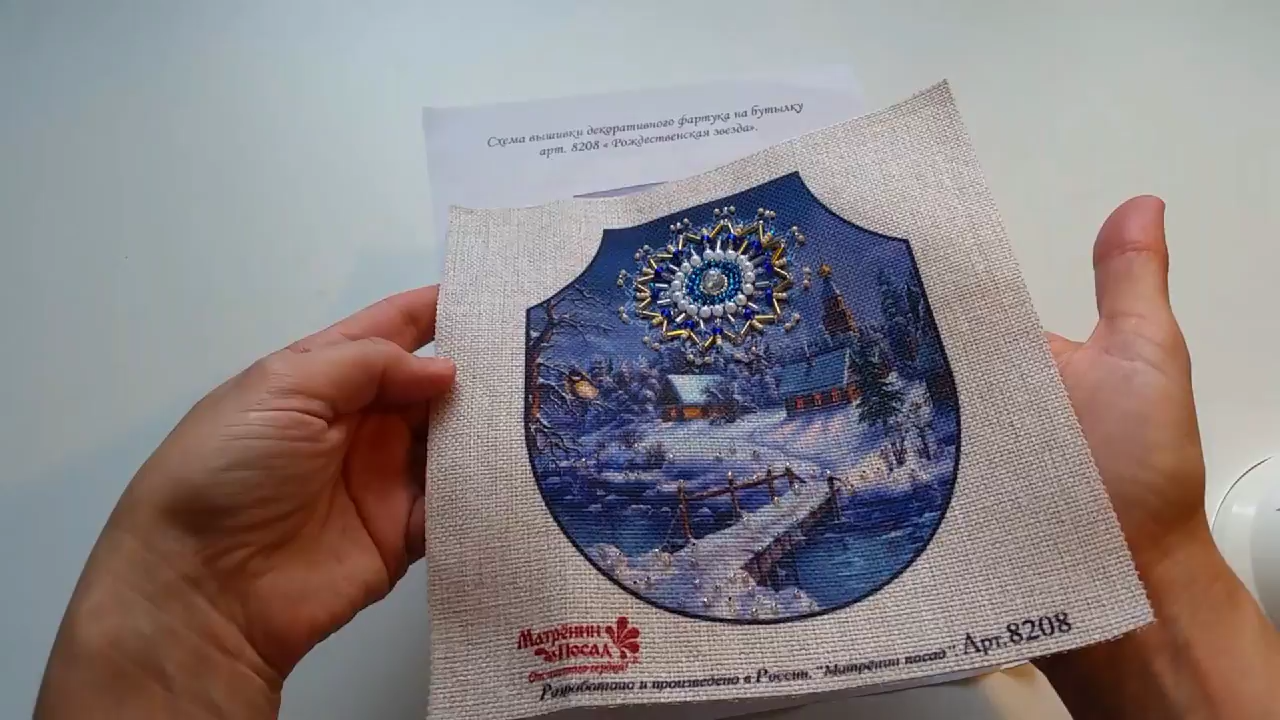 Схема вышивки декоративного фартука на бутылку
арт. 8208 « Рождественская звезда».
Матрёнин
Посад
Разработано и произведено в России. "Матрёнин посад" Арт.8208